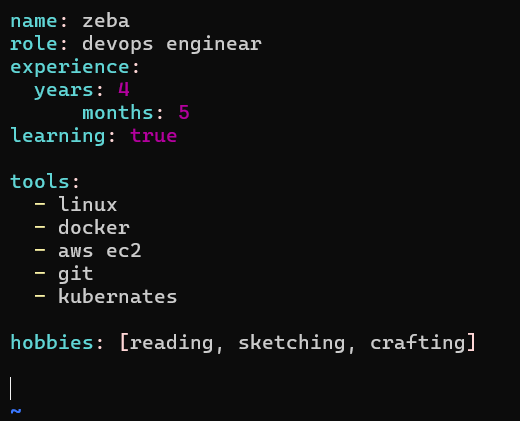 name: zeba
role: devops enginear
experience:
  years: 4
      months: 5
learning: true

tools:
  - linux
  - docker
  - aws ec2
  - git
  - kubernates

hobbies: [reading, sketching, crafting]

~